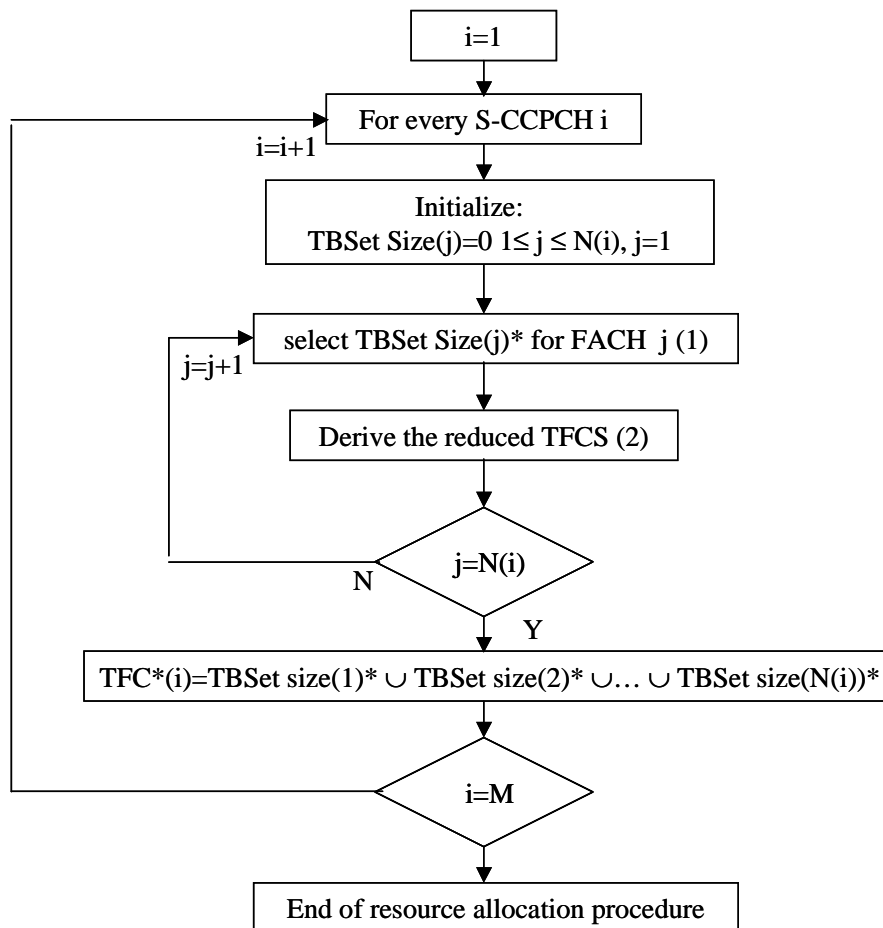 i=1
For every S-CCPCH i
i=i+1
Initialize:
TBSet Size(j)=0 1≤ j ≤ N(i), j=1
select TBSet Size(j)* for FACH j (1)
j=j+1
Derive the reduced TFCS (2)
j=N(i)
N
Y
TFC*(i)=TBSet size(1)* ∪ TBSet size(2)* ∪… ∪ TBSet size(N(i))*
i=M
End of resource allocation procedure